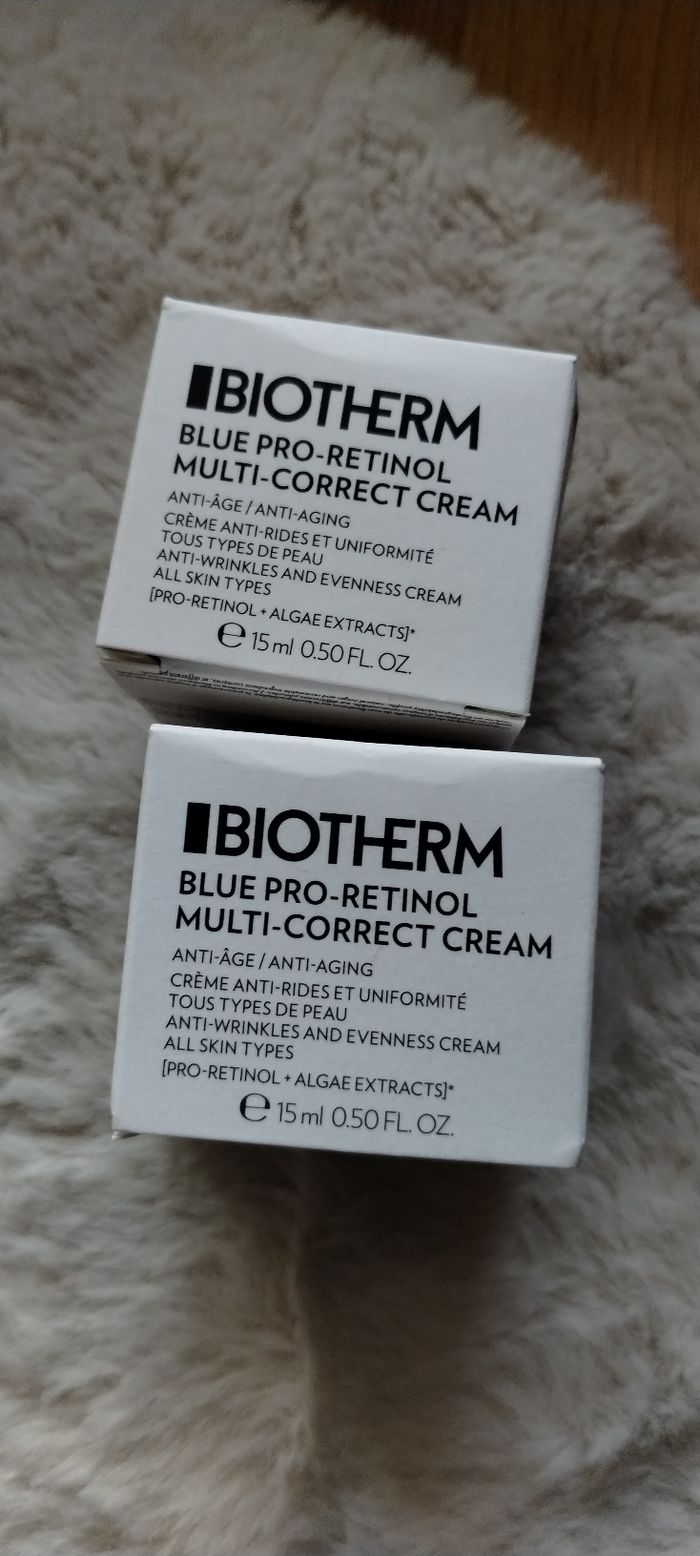 BIOTHERM
BLUE PRO-RETINOL
MULTI-CORRECT CREAM
ANTI-ÂGE / ANTI-AGING
CRÈME ANTI-RIDES ET UNIFORMITÉ
TOUS TYPES DE PEAU
ANTI-WRINKLES AND EVENNESS CREAM
ALL SKIN TYPES
[PRO-RETINOL + ALGAE EXTRACTS]*
e 15 ml 0.50 FL. OZ.
BIOTHERM
BLUE PRO-RETINOL
MULTI-CORRECT CREAM
ANTI-ÂGE / ANTI-AGING
CRÈME ANTI-RIDES ET UNIFORMITÉ
TOUS TYPES DE PEAU
ANTI-WRINKLES AND EVENNESS CREAM
ALL SKIN TYPES
[PRO-RETINOL + ALGAE EXTRACTS]*
e 15 ml 0.50 FL. OZ.